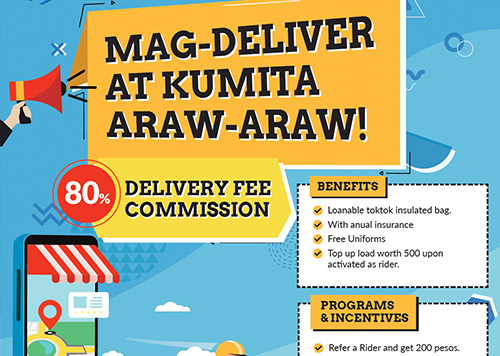 MAG-DELIVER
AT KUMITA
ARAW-ARAW!
80%
DELIVERY FEE
COMMISSION
BENEFITS
Loanable toktok insulated bag.
With anual insurance
Free Uniforms
Top up load worth 500 upon
activated as rider.
PROGRAMS
& INCENTIVES
Refer a Rider and get 200 pesos.